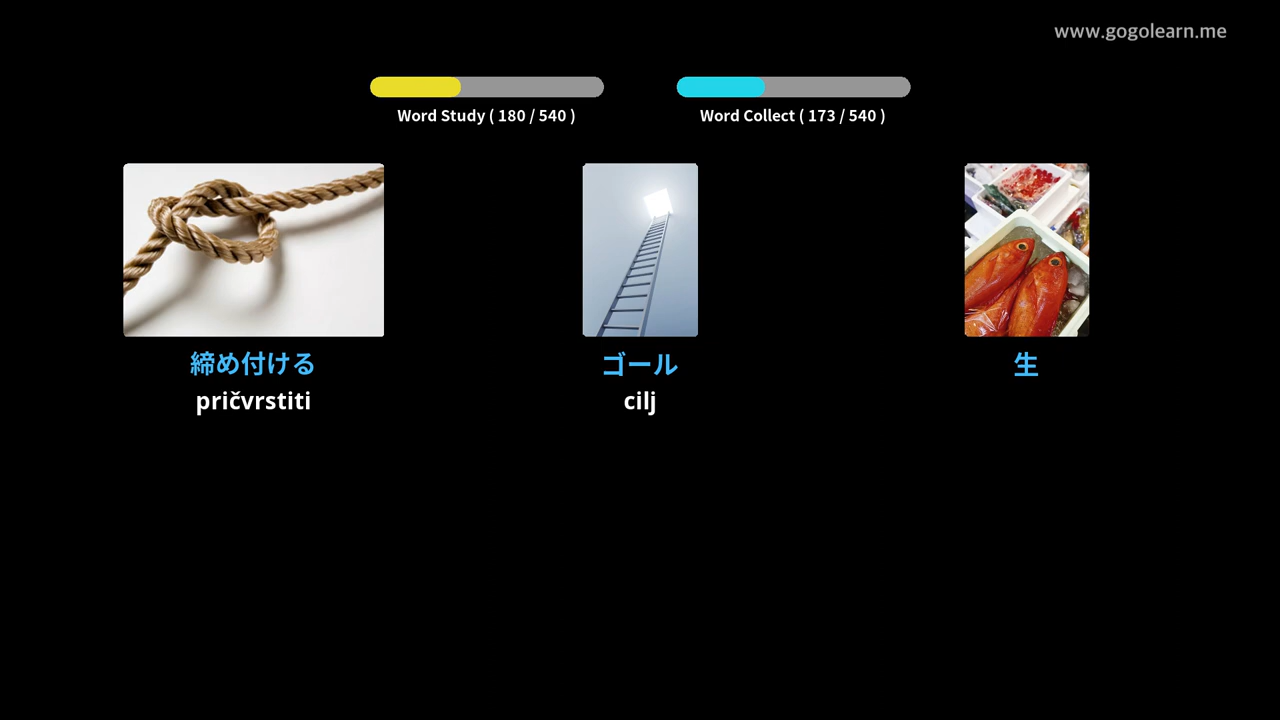 www.gogolearn.me
Word Study ( 180 / 540 )
Word Collect ( 173 / 540 )
締め付ける
pričvrstiti
ゴール
cilj
生